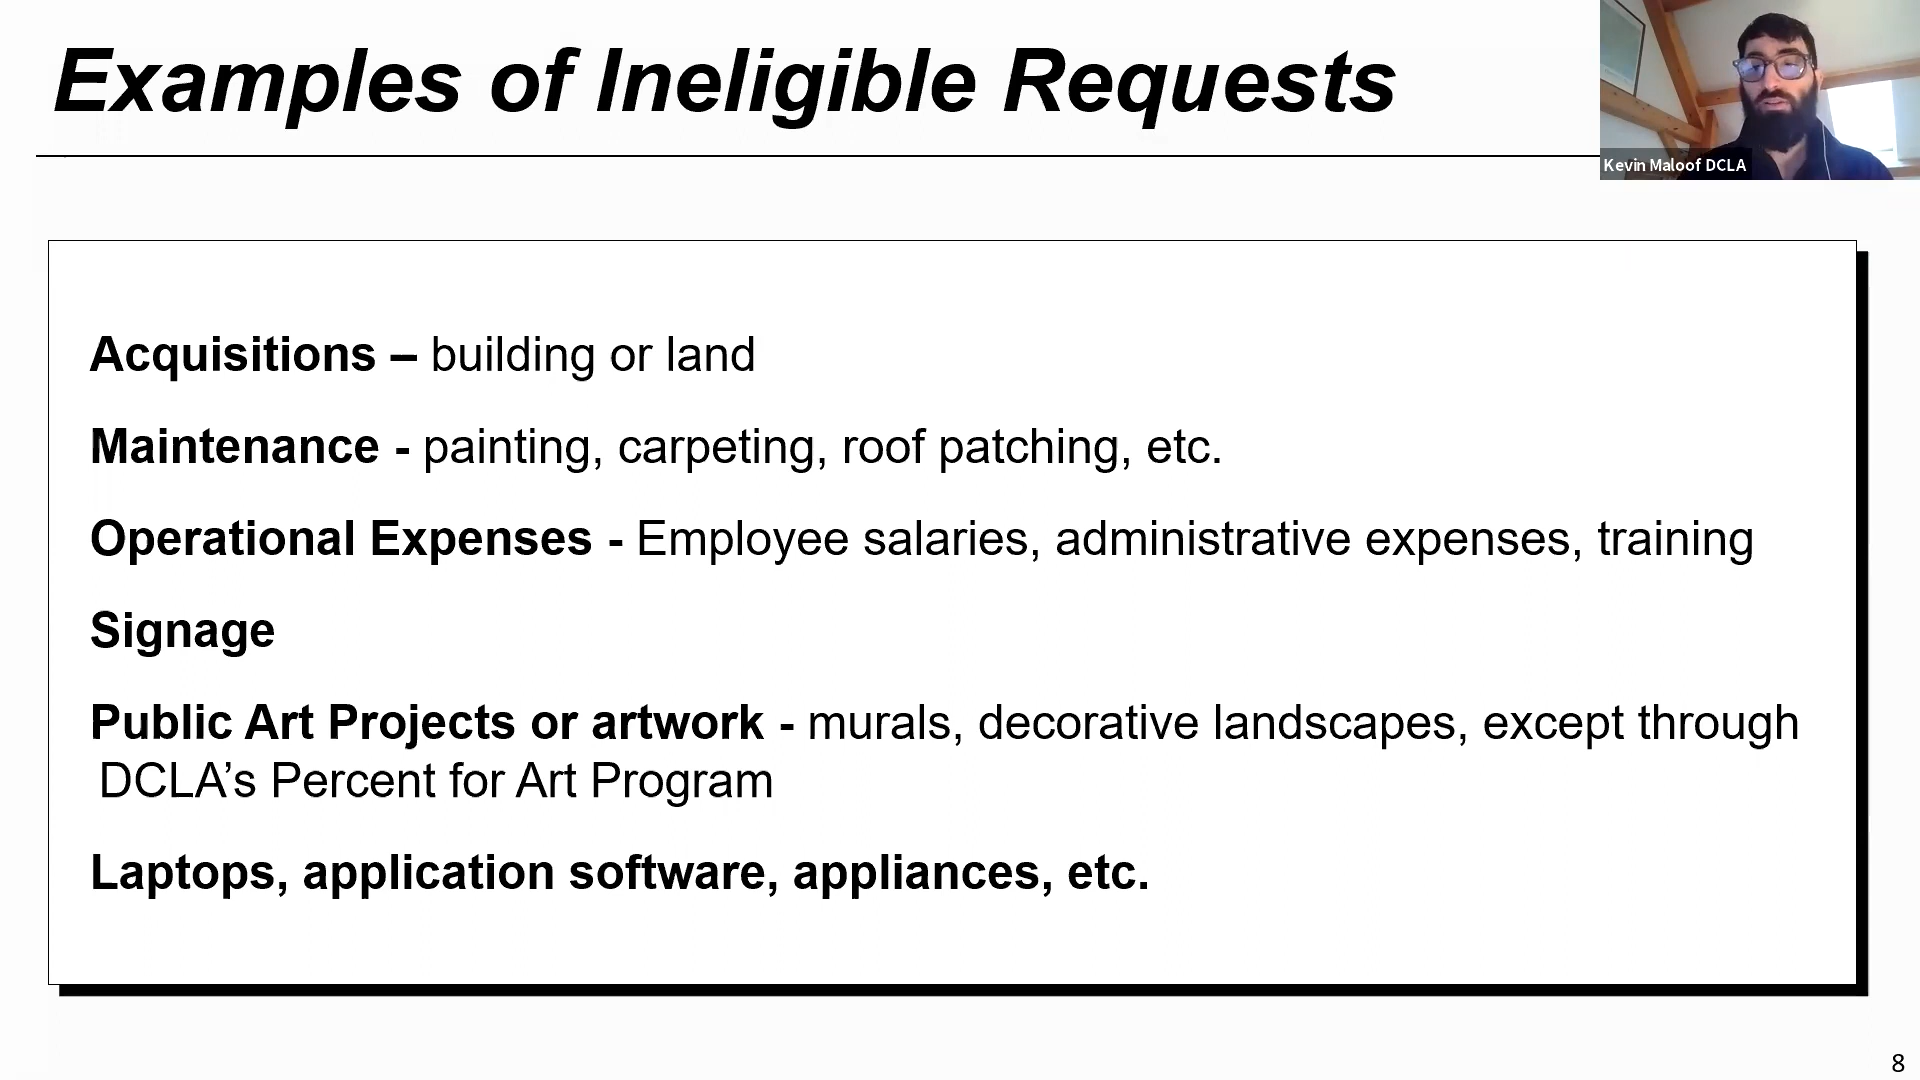 Examples of Ineligible Requests
Kevin Maloof DCLA
Acquisitions – building or land
Maintenance - painting, carpeting, roof patching, etc.
Operational Expenses - Employee salaries, administrative expenses, training
Signage
Public Art Projects or artwork - murals, decorative landscapes, except through
DCLA’s Percent for Art Program
Laptops, application software, appliances, etc.
8